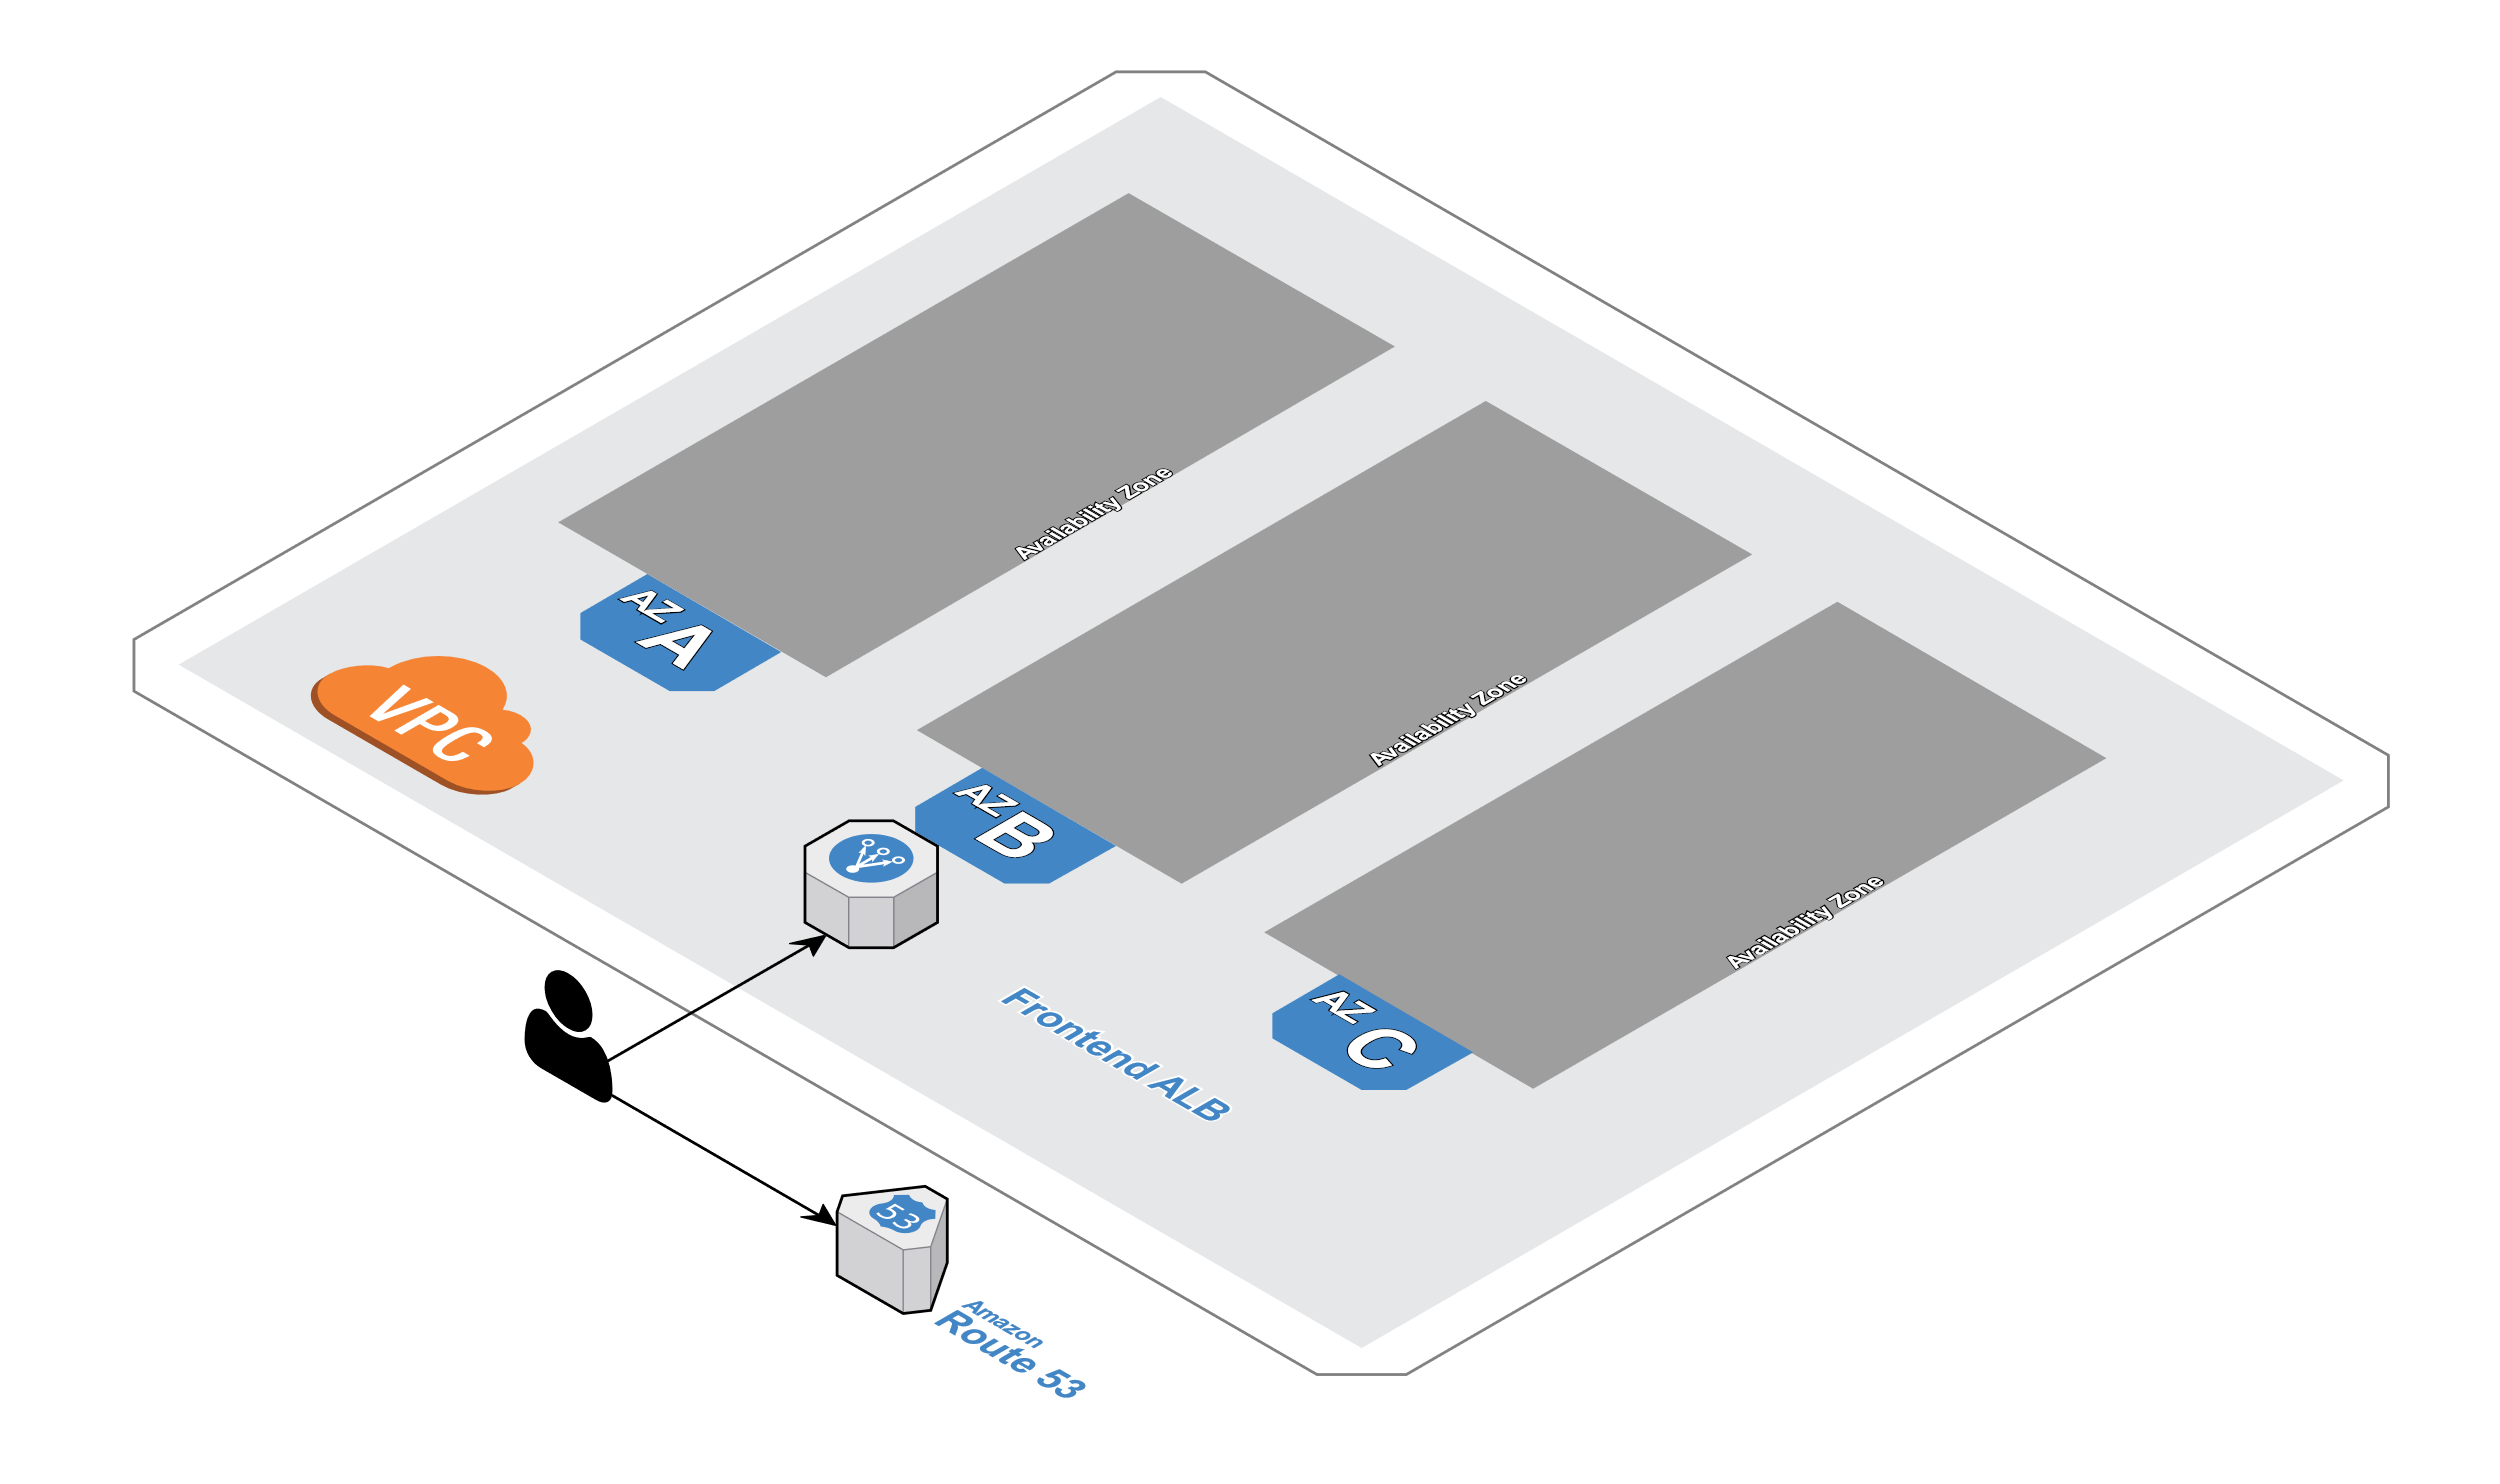 Availability Zone
AZ
A
VPC
Availability Zone
AZ
B
Availability Zone
AZ
C
Frontend ALB
53
Amazon
Route 53